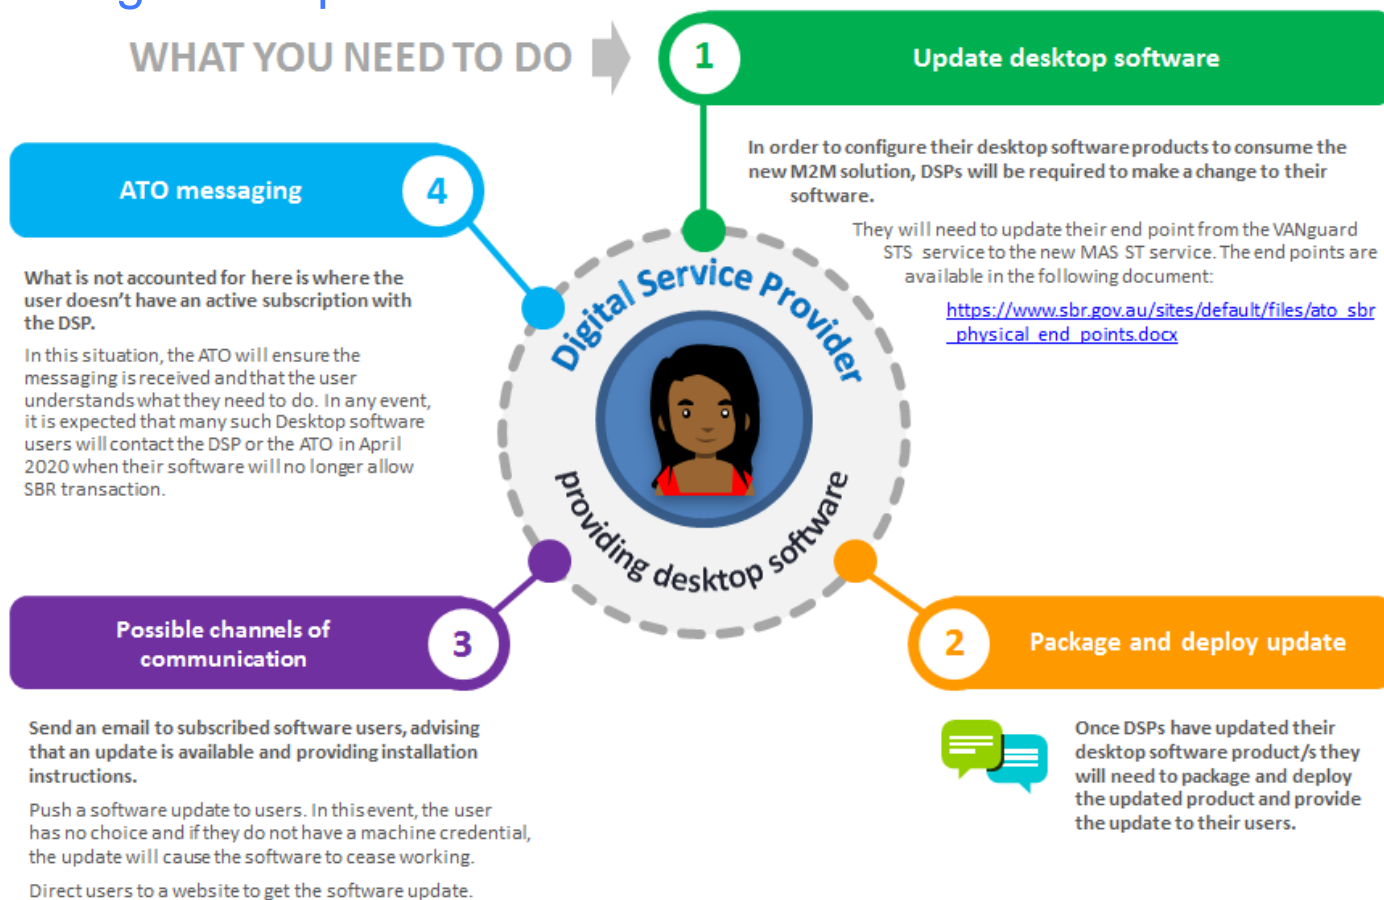 WHAT YOU NEED TO DO
1
Update desktop software
In order to configure their desktop software products to consume the
new M2M solution, DSPs will be required to make a change to their
software.
They will need to update their end point from the VANguard
STS service to the new MAS ST service. The end points are
available in the following document:
https://www.sbr.gov.au/sites/default/files/ato_sbr
_physical_end_points.docx
2
Package and deploy update
Once DSPs have updated their
desktop software product/s they
will need to package and deploy
the updated product and provide
the update to their users.
Possible channels of
communication
3
Send an email to subscribed software users, advising
that an update is available and providing installation
instructions.
Push a software update to users. In this event, the user
has no choice and if they do not have a machine credential,
the update will cause the software to cease working.
Direct users to a website to get the software update.
ATO messaging
4
What is not accounted for here is where the
user doesn't have an active subscription with
the DSP.
In this situation, the ATO will ensure the
messaging is received and that the user
understands what they need to do. In any event,
it is expected that many such Desktop software
users will contact the DSP or the ATO in April
2020 when their software will no longer allow
SBR transaction.
Digital Service Provider
providing desktop software